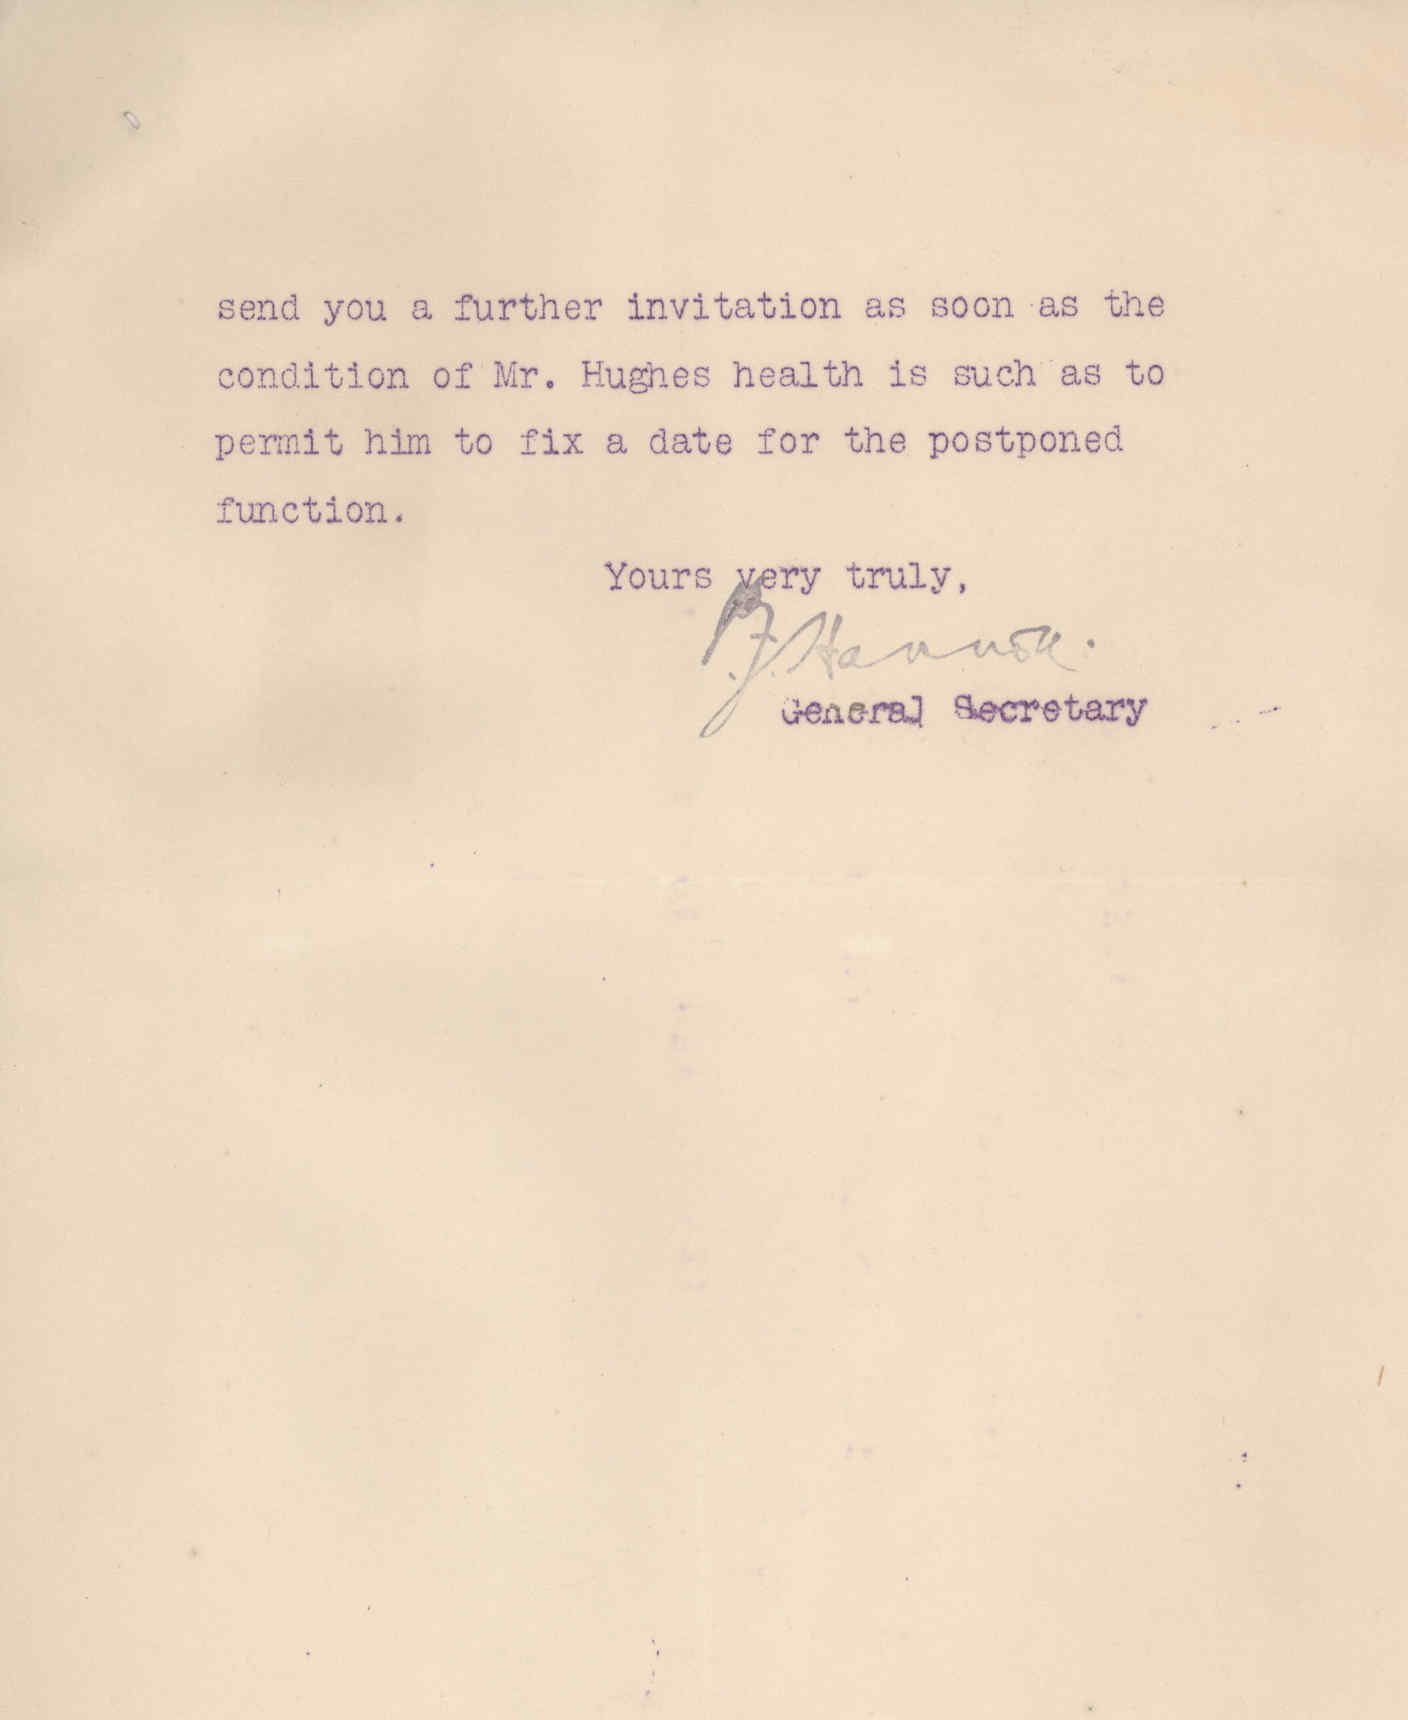 send you a further invitation as soon as the
condition of Mr. Hughes health is such as to
permit him to fix a date for the postponed
function.
Yours very truly,
General Secretary